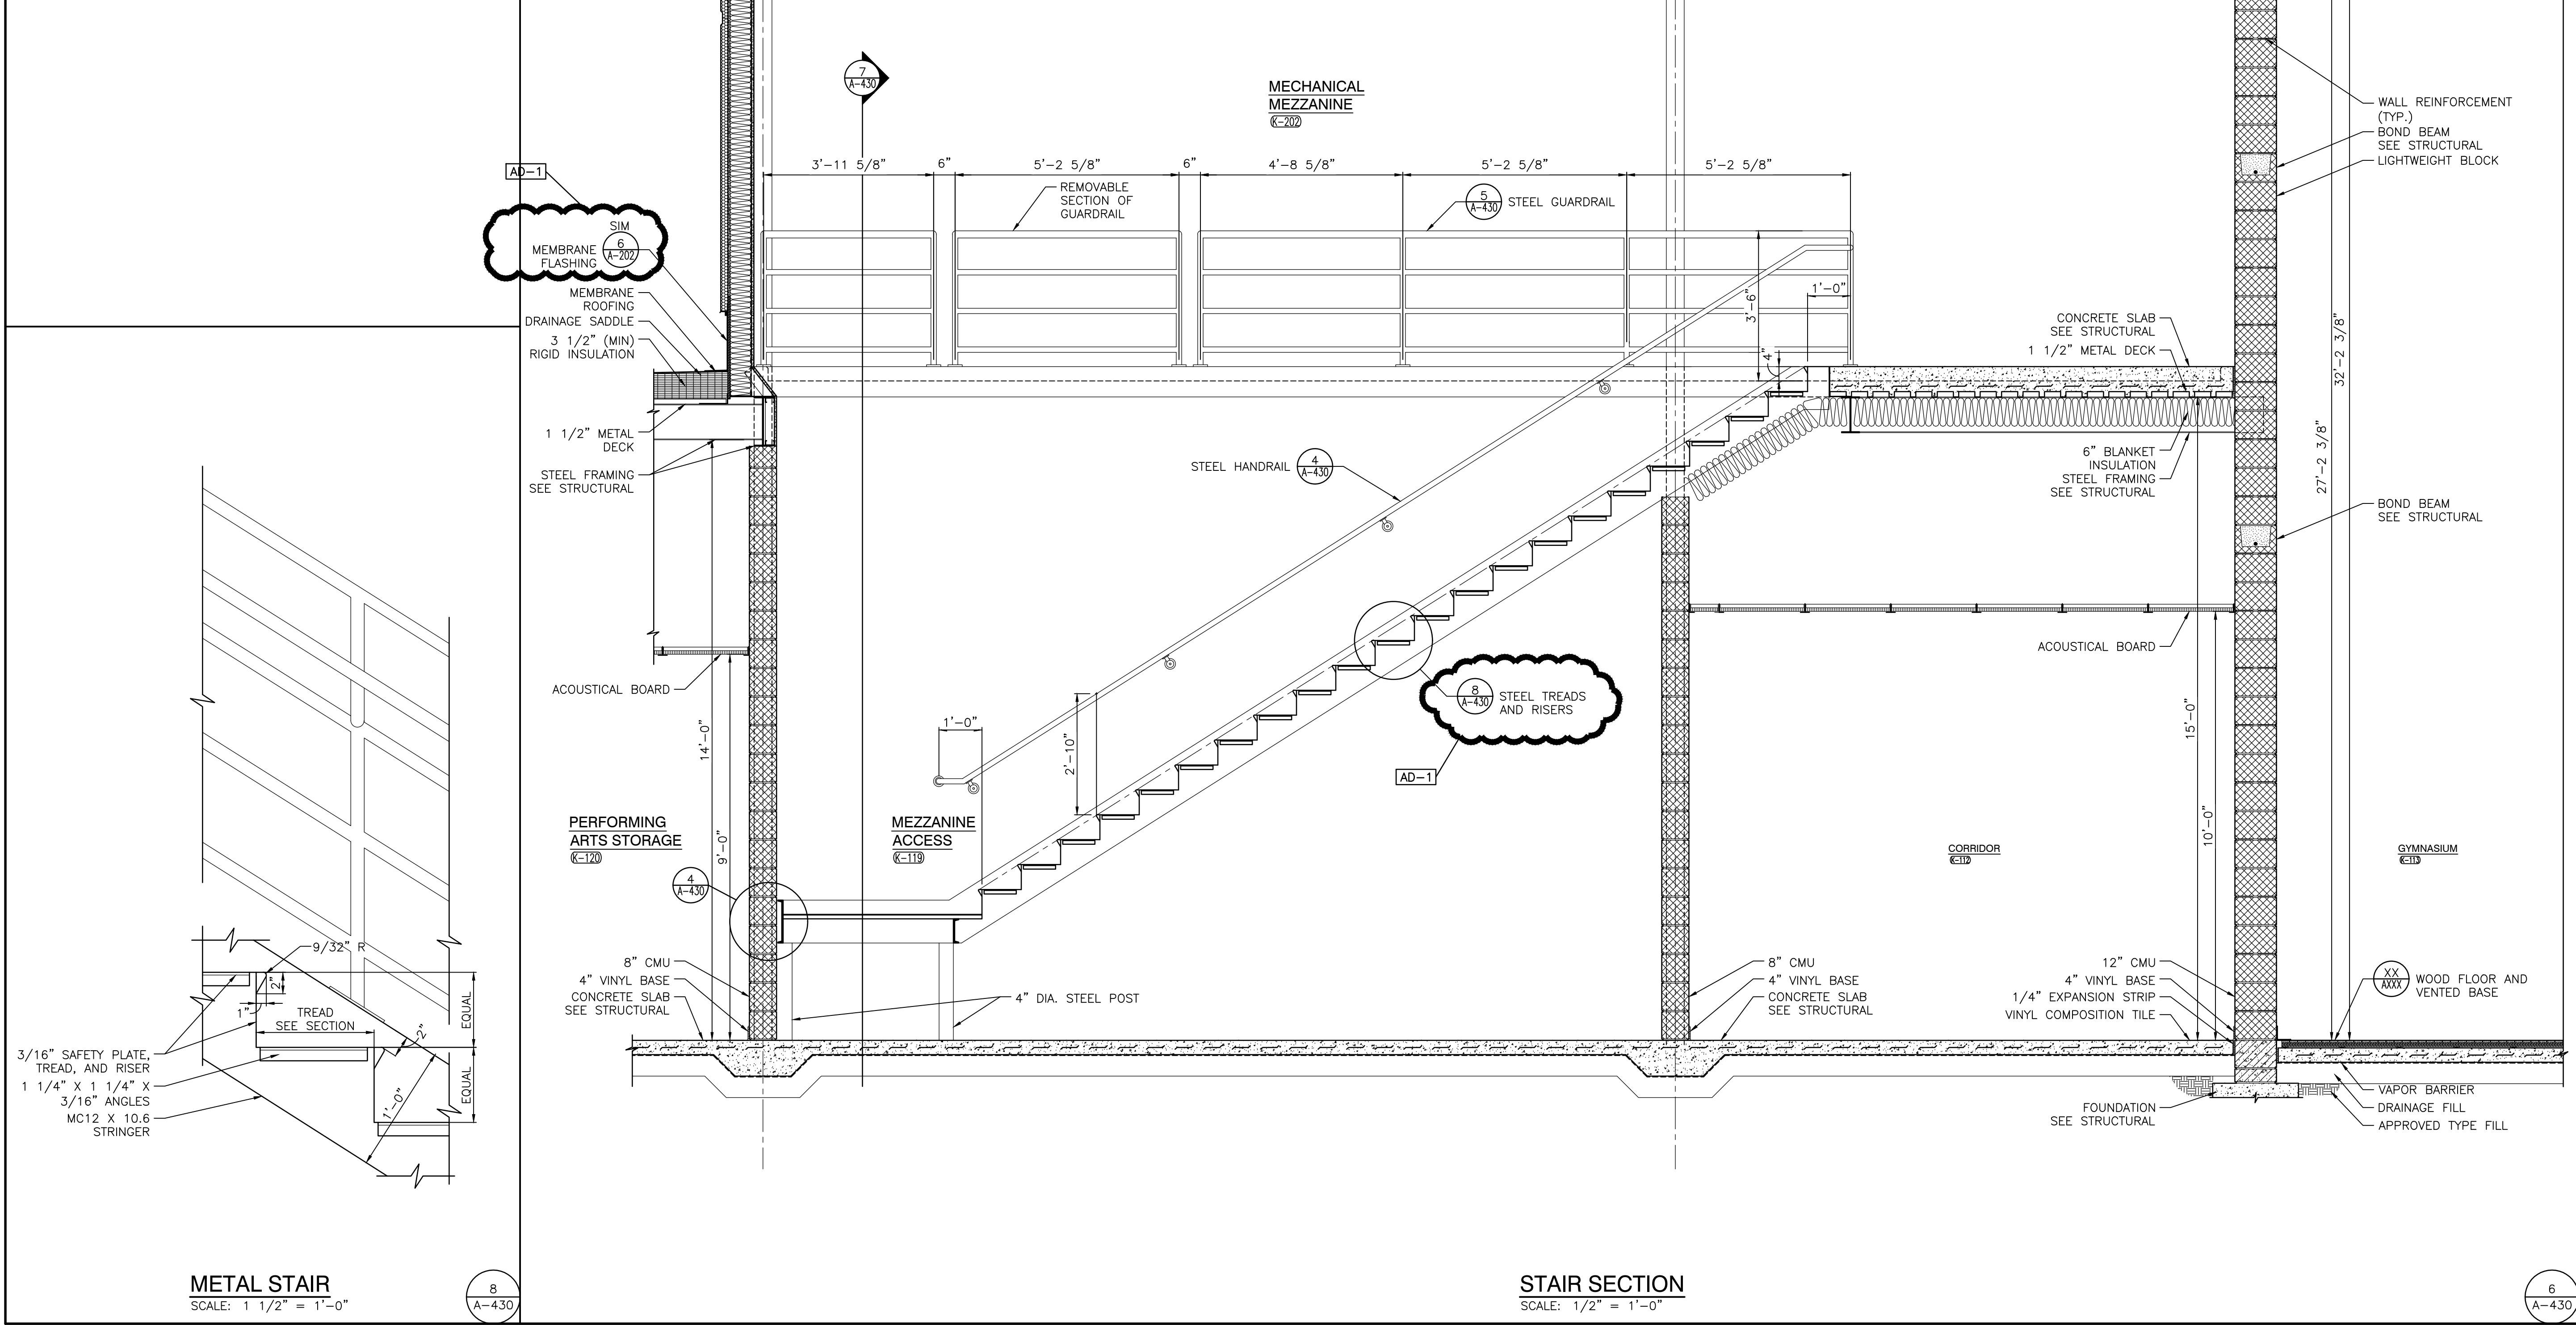 7
A-430
MECHANICAL
MEZZANINE
K-202
WALL REINFORCEMENT
(TYP.)
BOND BEAM
SEE STRUCTURAL
LIGHTWEIGHT BLOCK
3'-11 5/8"
6"
5'-2 5/8"
6"
4'-8 5/8"
5'-2 5/8"
5'-2 5/8"
AD-1
REMOVABLE
SECTION OF
GUARDRAIL
5
A-430
STEEL GUARDRAIL
SIM
6
A-202
MEMBRANE
FLASHING
MEMBRANE
ROOFING
DRAINAGE SADDLE
3 1/2" (MIN)
RIGID INSULATION
1 1/2" METAL
DECK
STEEL FRAMING
SEE STRUCTURAL
3'-6"
1'-0"
4"
CONCRETE SLAB
SEE STRUCTURAL
1 1/2" METAL DECK
32'-2 3/8"
27'-2 3/8"
6" BLANKET
INSULATION
STEEL FRAMING
SEE STRUCTURAL
BOND BEAM
SEE STRUCTURAL
STEEL HANDRAIL
4
A-430
ACOUSTICAL BOARD
ACOUSTICAL BOARD
8
A-430
STEEL TREADS
AND RISERS
AD-1
1'-0"
2'-10"
14'-0"
9'-0"
15'-0"
10'-0"
PERFORMING
ARTS STORAGE
K-120
MEZZANINE
ACCESS
K-119
CORRIDOR
K-112
GYMNASIUM
K-113
4
A-430
8" CMU
4" VINYL BASE
CONCRETE SLAB
SEE STRUCTURAL
4" DIA. STEEL POST
8" CMU
4" VINYL BASE
CONCRETE SLAB
SEE STRUCTURAL
12" CMU
4" VINYL BASE
1/4" EXPANSION STRIP
VINYL COMPOSITION TILE
XX
AXXX
WOOD FLOOR AND
VENTED BASE
VAPOR BARRIER
DRAINAGE FILL
APPROVED TYPE FILL
FOUNDATION
SEE STRUCTURAL
9/32" R
2"
1"
TREAD
SEE SECTION
2"
1'-0"
EQUAL
EQUAL
3/16" SAFETY PLATE,
TREAD, AND RISER
1 1/4" X 1 1/4" X
3/16" ANGLES
MC12 X 10.6
STRINGER
METAL STAIR
SCALE: 1 1/2" = 1'-0"
8
A-430
STAIR SECTION
SCALE: 1/2" = 1'-0"
6
A-430